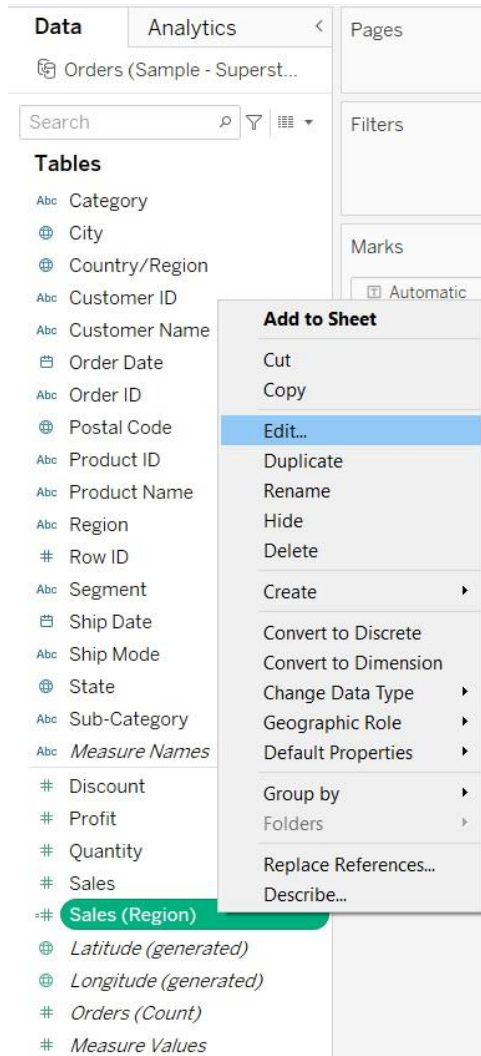 Data
Analytics
<
Pages
Orders (Sample - Superst...
Search
Filters
Tables
Abc Category
City
Country/Region
Marks
Abc Customer ID
Automatic
Abc Customer Name
Order Date
Abc Order ID
Postal Code
Abc Product ID
Abc Product Name
Abc Region
# Row ID
Abc Segment
Ship Date
Abc Ship Mode
State
Abc Sub-Category
Abc Measure Names
# Discount
# Profit
# Quantity
# Sales
=# Sales (Region)
Latitude (generated)
Longitude (generated)
# Orders (Count)
# Measure Values
Add to Sheet
Cut
Copy
Edit...
Duplicate
Rename
Hide
Delete
Create
Convert to Discrete
Convert to Dimension
Change Data Type
Geographic Role
Default Properties
Group by
Folders
Replace References...
Describe...